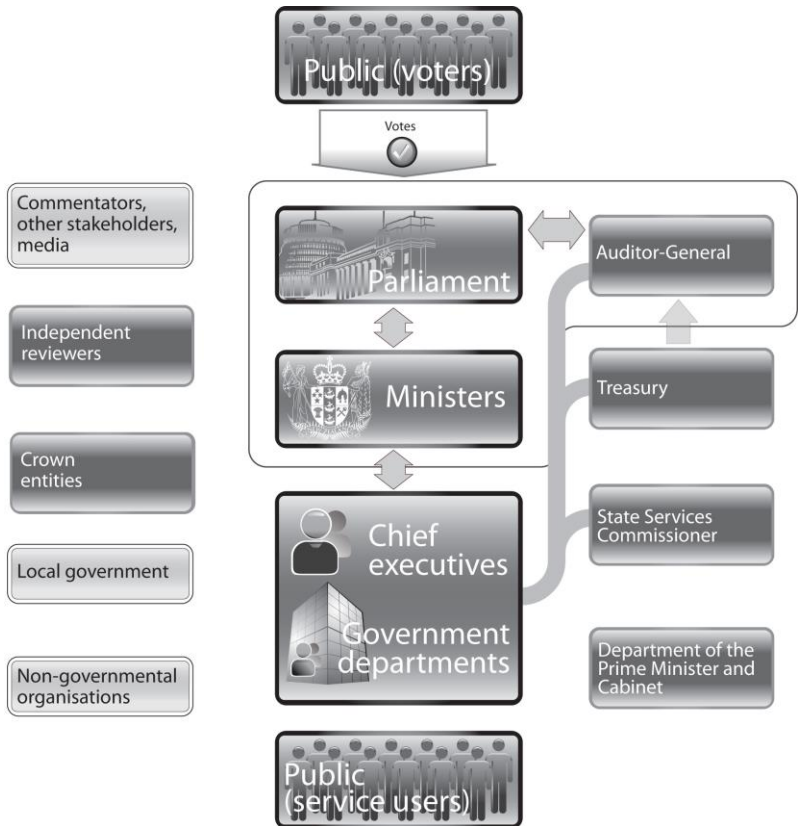 Public (voters)
Votes
Commentators,
other stakeholders,
media
Independent
reviewers
Crown
entities
Local government
Non-governmental
organisations
Parliament
Ministers
Chief
executives
Government
departments
Public
(service users)
Auditor-General
Treasury
State Services
Commissioner
Department of the
Prime Minister and
Cabinet